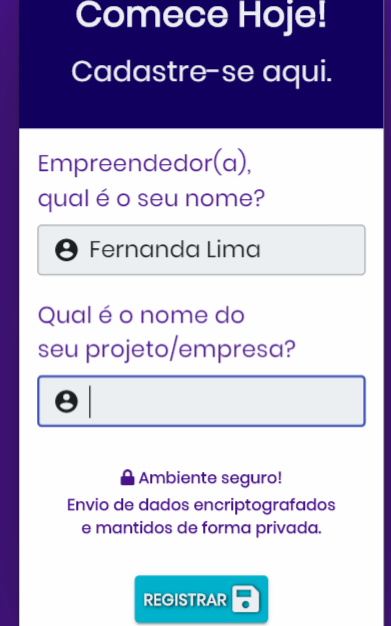 Comece Hoje!
Cadastre-se aqui.
Empreendedor(a),
qual é o seu nome?
Fernanda Lima
Qual é o nome do
seu projeto/empresa?
Ambiente seguro!
Envio de dados encriptografados
e mantidos de forma privada.
REGISTRAR